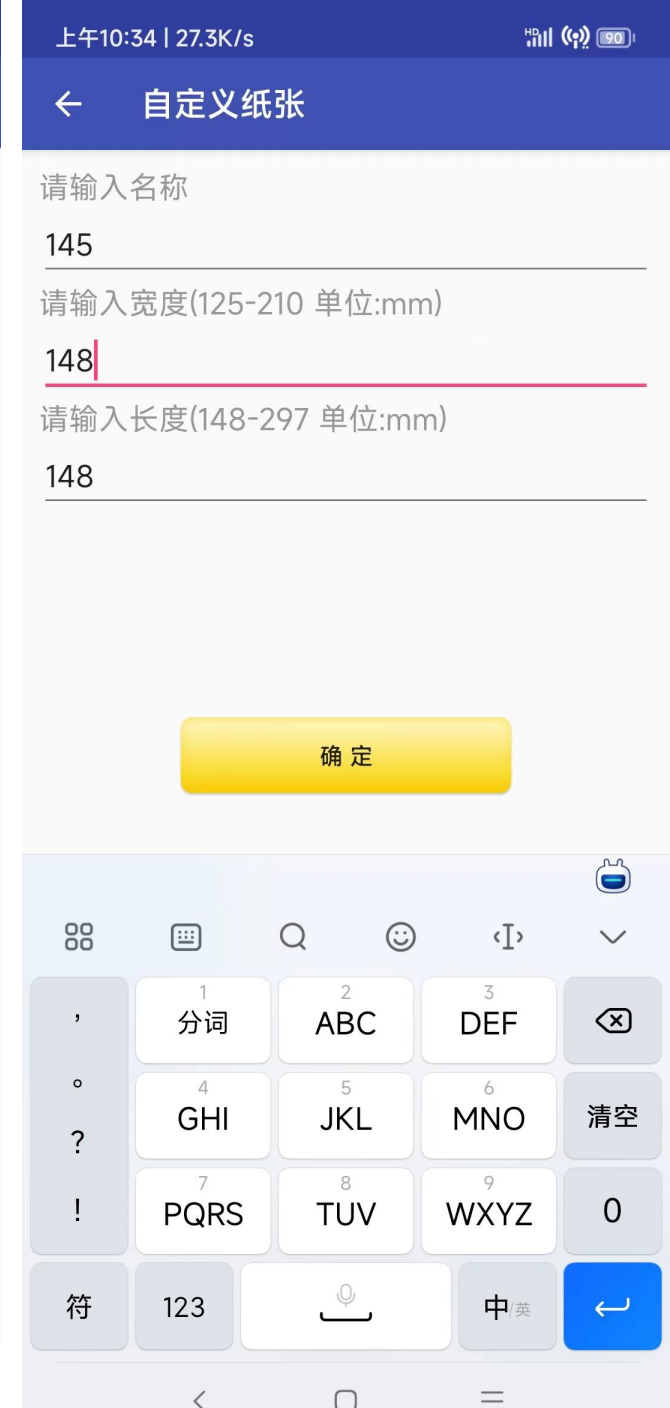 上午10:34 | 27.3K/s HD 90
自定义纸张
请输入名称
145
请输入宽度(125-210 单位:mm)
148
请输入长度(148-297 单位:mm)
148
确 定
， 1 分词 2 ABC 3 DEF
。 4 GHI 5 JKL 6 MNO 清空
？
！ 7 PQRS 8 TUV 9 WXYZ 0
符 123 中/英